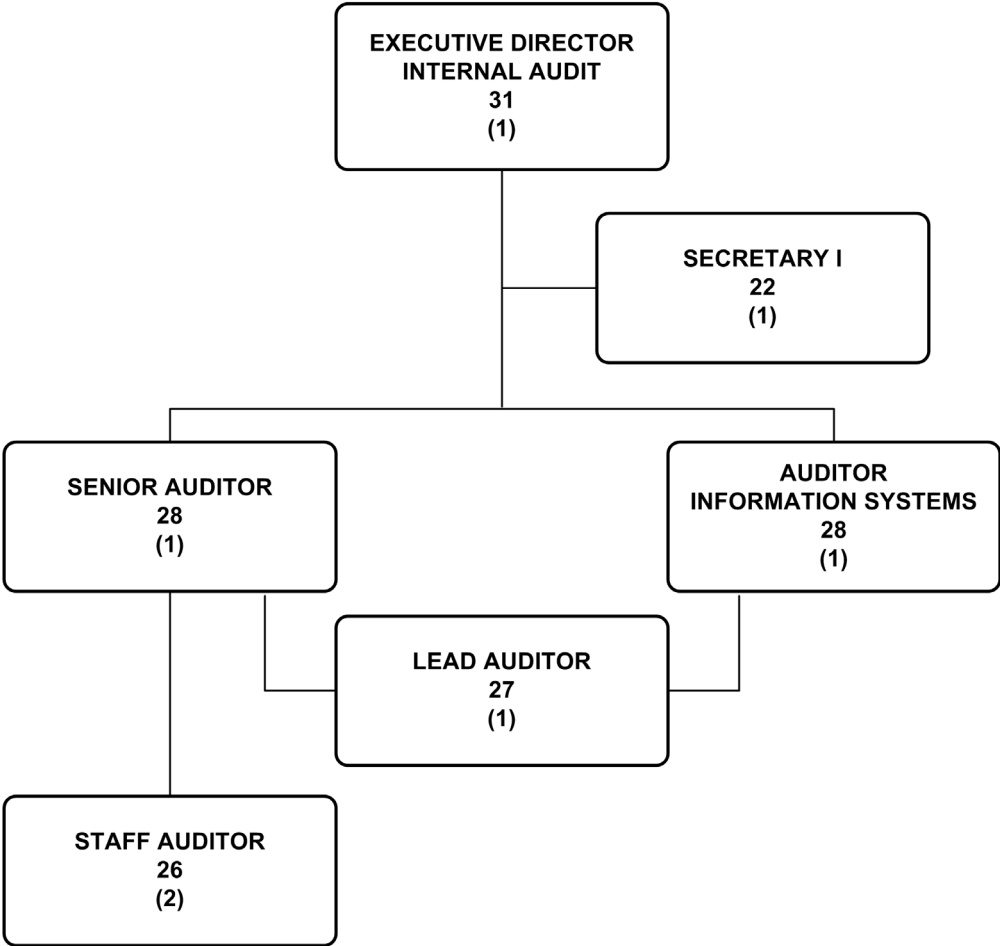 EXECUTIVE DIRECTOR
INTERNAL AUDIT
31
(1)
SECRETARY I
22
(1)
SENIOR AUDITOR
28
(1)
AUDITOR
INFORMATION SYSTEMS
28
(1)
LEAD AUDITOR
27
(1)
STAFF AUDITOR
26
(2)